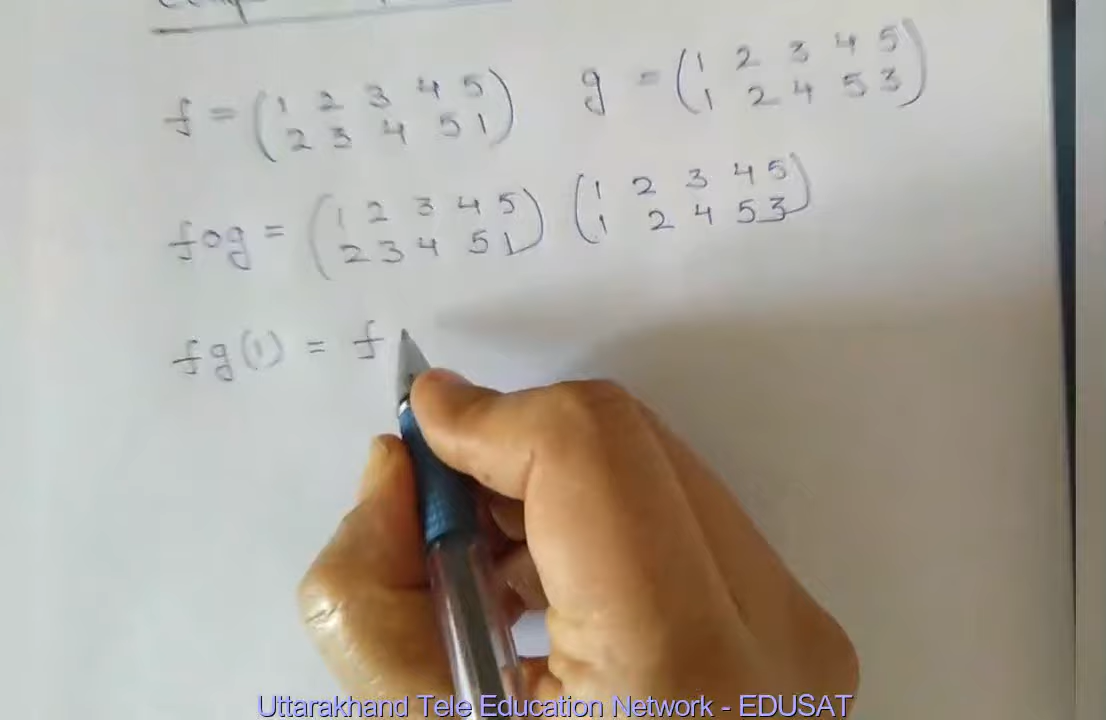 f = ( 1 2 3 4 5 ) g = ( 1 2 3 4 5 )
2 3 4 5 1 1 2 4 5 3
fog = ( 1 2 3 4 5 ) ( 1 2 3 4 5 )
2 3 4 5 1 1 2 4 5 3
fg(1) = f
Uttarakhand Tele Education Network - EDUSAT